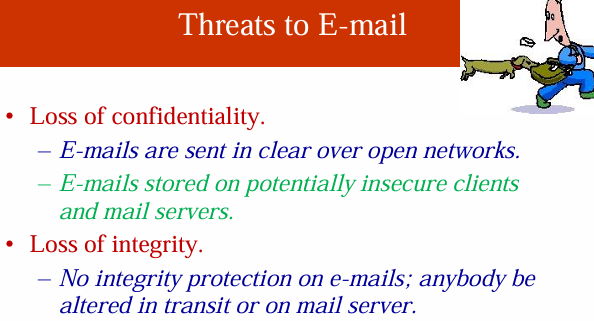 Threats to E-mail
• Loss of confidentiality.
– E-mails are sent in clear over open networks.
– E-mails stored on potentially insecure clients
and mail servers.
• Loss of integrity.
– No integrity protection on e-mails; anybody be
altered in transit or on mail server.